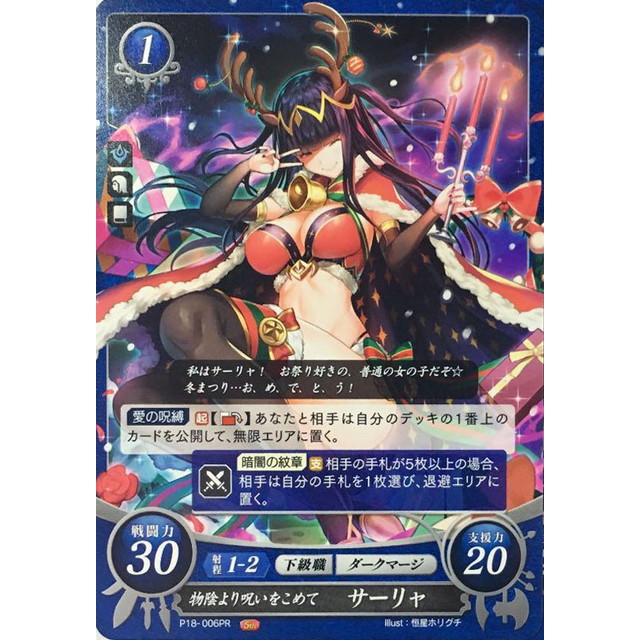 1
私はサーリャ！ お祭り好きの、普通の女の子だぞ☆
冬まつり…お、め、で、と、う！
愛の呪縛 起【】あなたと相手は自分のデッキの1番上の
カードを公開して、無限エリアに置く。
暗闇の紋章 支 相手の手札が5枚以上の場合、
相手は自分の手札を1枚選び、退避エリアに
置く。
戦闘力
30
射程 1-2 下級職 ダークマージ
支援力
20
物陰より呪いをこめて サーリャ
P18-006PR
Illust：恒星ホリグチ